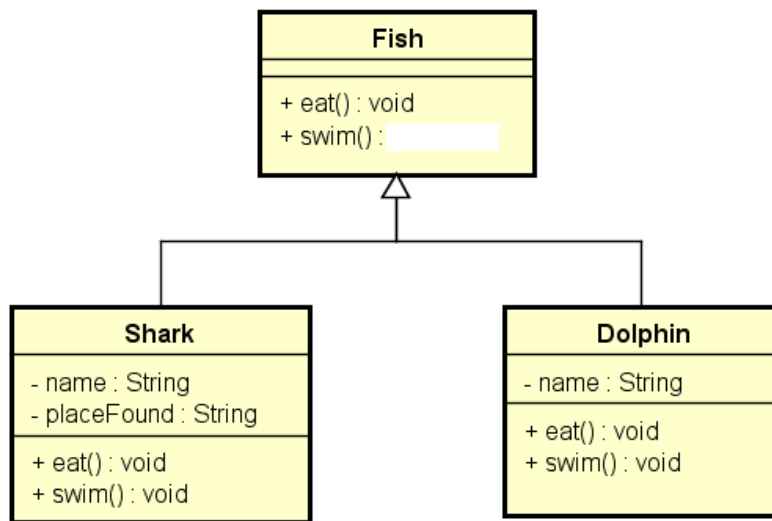 Fish
+ eat() : void
+ swim() :
Shark
- name : String
- placeFound : String
+ eat() : void
+ swim() : void
Dolphin
- name : String
+ eat() : void
+ swim() : void